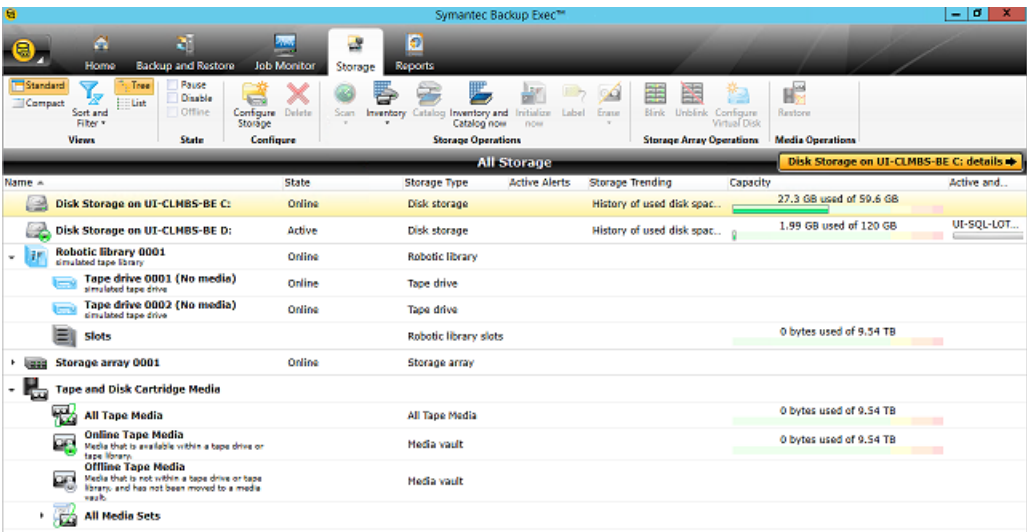 Symantec Backup Exec™
Home Backup and Restore Job Monitor Storage Reports
Standard
Compact
Sort and
Filter
Tree
List
Views
Pause
Disable
Offline
State
Configure
Storage
Delete
Configure
Scan
Inventory
Catalog
Inventory and
Catalog now
Initialize
now
Label
Erase
Storage Operations
Blink
Unblink
Configure
Virtual Disk
Storage Array Operations
Restore
Media Operations
All Storage
Disk Storage on UI-CLMBS-BE C: details
Name State Storage Type Active Alerts Storage Trending Capacity Active and...
Disk Storage on UI-CLMBS-BE C: Online Disk storage History of used disk spac... 27.3 GB used of 59.6 GB
Disk Storage on UI-CLMBS-BE D: Active Disk storage History of used disk spac... 1.99 GB used of 120 GB UI-SQL-LOT...
Robotic library 0001 Online Robotic library
simulated tape library
Tape drive 0001 (No media) Online Tape drive
simulated tape drive
Tape drive 0002 (No media) Online Tape drive
simulated tape drive
Slots Robotic library slots 0 bytes used of 9.54 TB
Storage array 0001 Online Storage array
Tape and Disk Cartridge Media
All Tape Media All Tape Media 0 bytes used of 9.54 TB
Online Tape Media Media vault 0 bytes used of 9.54 TB
Media that is available within a tape drive or
tape library.
Offline Tape Media Media vault
Media that is not within a tape drive or tape
library, and has not been moved to a media
vault.
All Media Sets